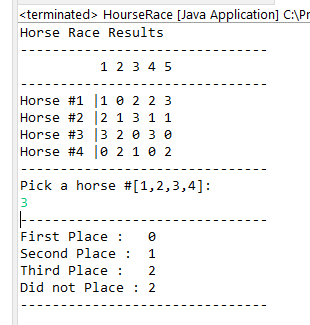 <terminated> HourseRace [Java Application] C:\Pr
Horse Race Results
-------------------------------
1 2 3 4 5
-------------------------------
Horse #1 |1 0 2 2 3
Horse #2 |2 1 3 1 1
Horse #3 |3 2 0 3 0
Horse #4 |0 2 1 0 2
-------------------------------
Pick a horse #[1,2,3,4]:
3
-------------------------------
First Place :   0
Second Place :  1
Third Place :   2
Did not Place : 2
-------------------------------